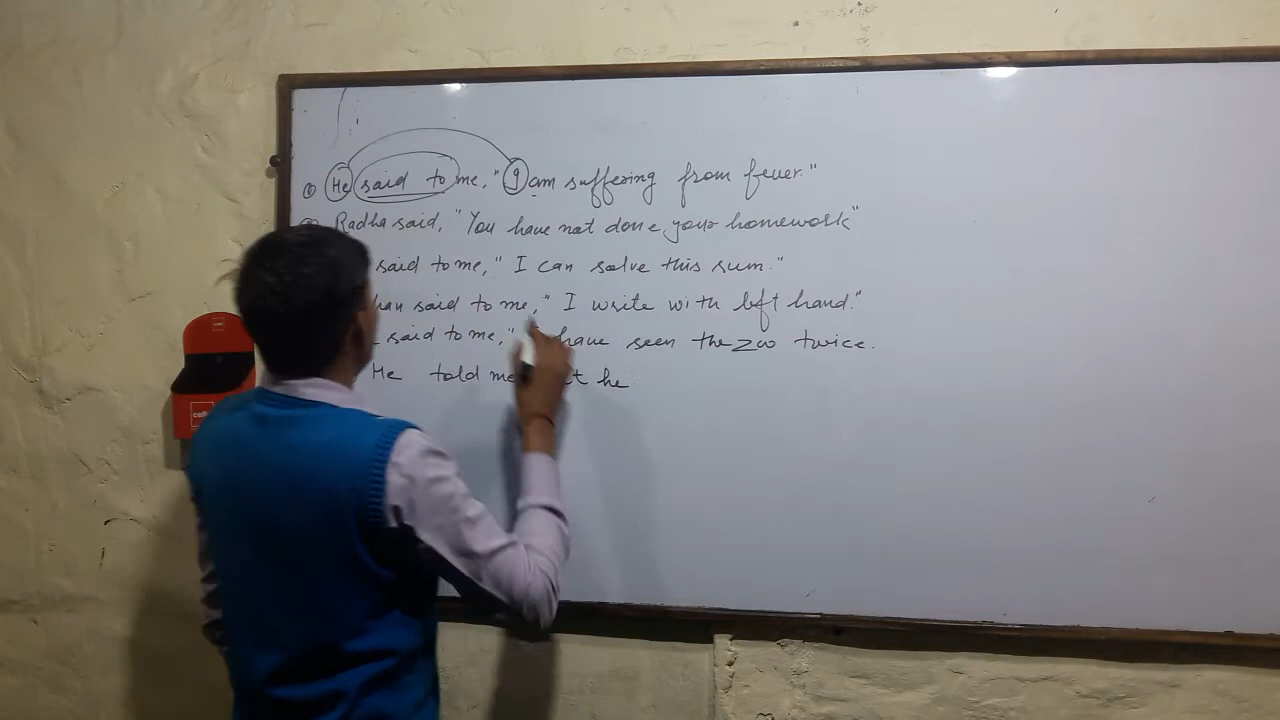 ① He said to me, " I am suffering from fever."
Radha said, "You have not done your homework"
said to me, " I can solve this sum."
said to me, " I write with left hand."
said to me, " have seen the zoo twice.
He told me he